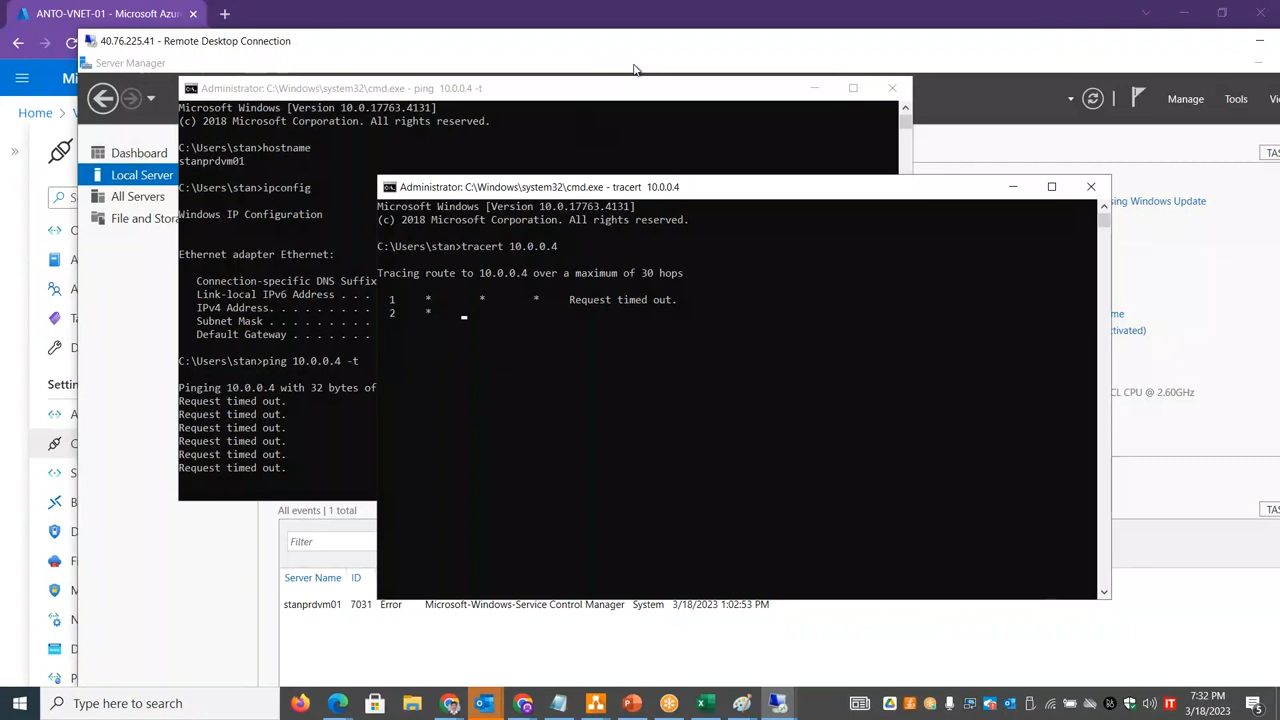 ANTO-VNET-01 - Microsoft Azure
40.76.225.41 - Remote Desktop Connection
Server Manager
Home >
Administrator: C:\Windows\system32\cmd.exe - ping 10.0.0.4 -t
Microsoft Windows [Version 10.0.17763.4131]
(c) 2018 Microsoft Corporation. All rights reserved.
C:\Users\stan>hostname
stanprdvm01
C:\Users\stan>ipconfig
Windows IP Configuration
Ethernet adapter Ethernet:
Connection-specific DNS Suffix
Link-local IPv6 Address . . .
IPv4 Address. . . . . . . . .
Subnet Mask . . . . . . . . .
Default Gateway . . . . . . .
C:\Users\stan>ping 10.0.0.4 -t
Pinging 10.0.0.4 with 32 bytes of
Request timed out.
Request timed out.
Request timed out.
Request timed out.
Request timed out.
Request timed out.
Manage
Tools
Dashboard
Local Server
All Servers
File and Stora
Administrator: C:\Windows\system32\cmd.exe - tracert 10.0.0.4
Microsoft Windows [Version 10.0.17763.4131]
(c) 2018 Microsoft Corporation. All rights reserved.
C:\Users\stan>tracert 10.0.0.4
Tracing route to 10.0.0.4 over a maximum of 30 hops
1 * * * Request timed out.
2 *
TAS
ing Windows Update
me
ctivated)
CL CPU @ 2.60GHz
Settin
All events | 1 total
TAS
Filter
Server Name ID
stanprdvm01 7031 Error Microsoft-Windows-Service Control Manager System 3/18/2023 1:02:53 PM
Type here to search
IT
7:32 PM
3/18/2023
5